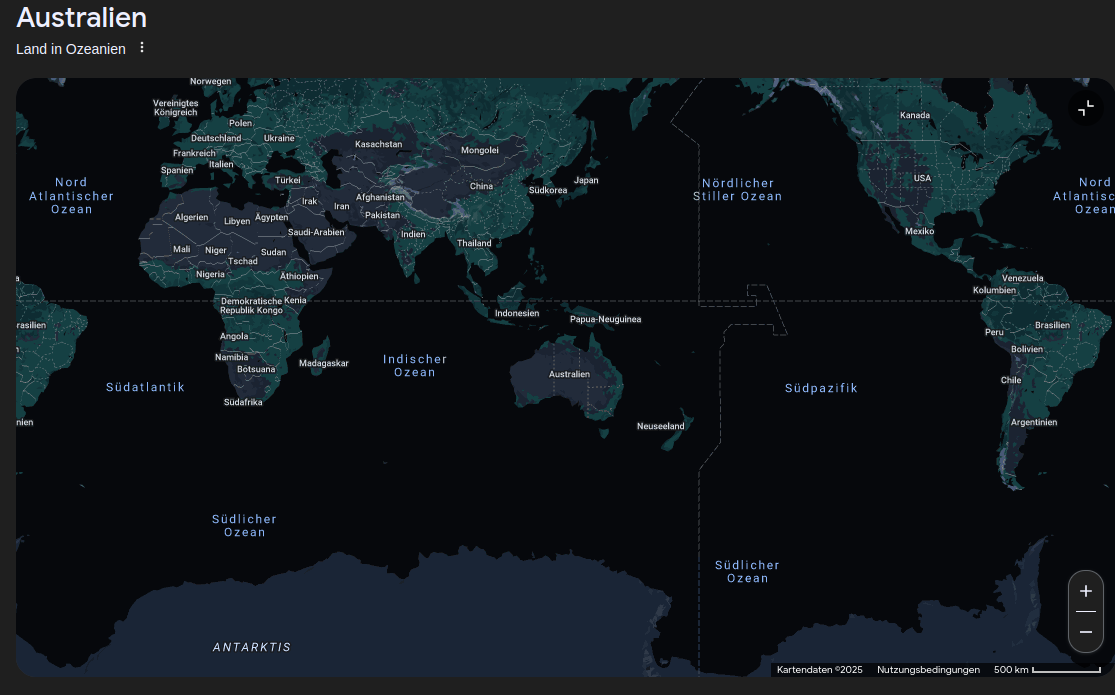 Australien
Land in Ozeanien
Norwegen
Vereinigtes
Königreich
Polen
Deutschland
Ukraine
Frankreich
Italien
Spanien
Türkei
Kasachstan
Mongolei
China
Südkorea
Japan
Afghanistan
Irak
Iran
Pakistan
Algerien
Libyen
Ägypten
Saudi-Arabien
Indien
Thailand
Mali
Niger
Sudan
Tschad
Nigeria
Äthiopien
Demokratische
Republik Kongo
Kenia
Angola
Namibia
Botsuana
Madagaskar
Südafrika
Indonesien
Papua-Neuguinea
Australien
Neuseeland
Kanada
USA
Mexiko
Venezuela
Kolumbien
Peru
Brasilien
Bolivien
Chile
Argentinien
rasilien
nien
Nord
Atlantischer
Ozean
Nördlicher
Stiller Ozean
Nord
Atlantisc
Ozean
Südatlantik
Indischer
Ozean
Südpazifik
Südlicher
Ozean
Südlicher
Ozean
ANTARKTIS
+
−
Kartendaten ©2025 Nutzungsbedingungen 500 km